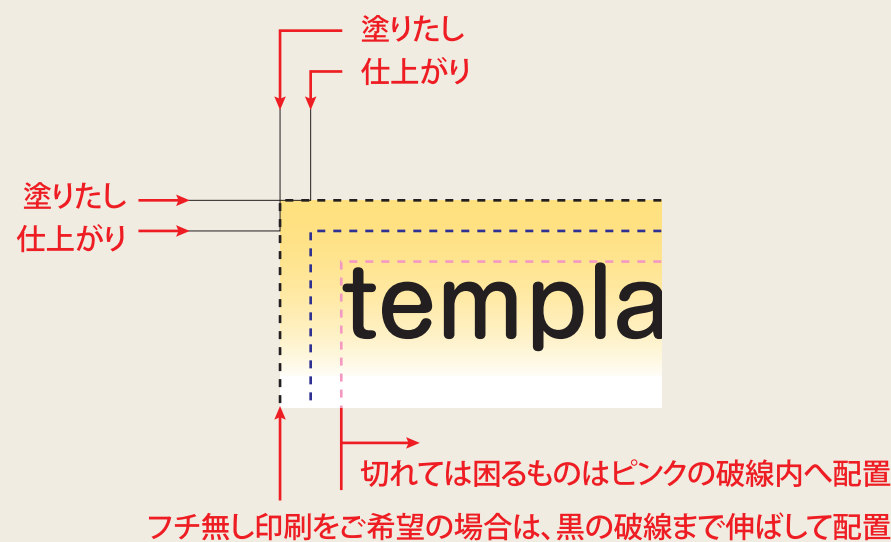 塗りたし
仕上がり
塗りたし
仕上がり
templa
切れては困るものはピンクの破線内へ配置
フチ無し印刷をご希望の場合は、黒の破線まで伸ばして配置